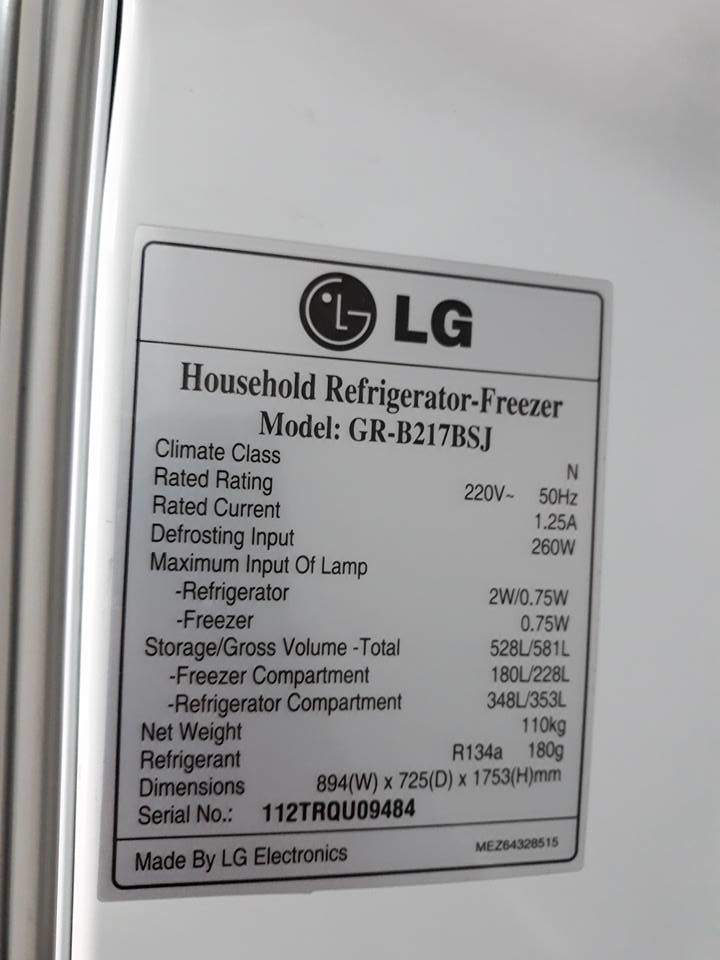 LG
Household Refrigerator-Freezer
Model: GR-B217BSJ
Climate Class N
Rated Rating 220V~ 50Hz
Rated Current 1.25A
Defrosting Input 260W
Maximum Input Of Lamp
-Refrigerator 2W/0.75W
-Freezer 0.75W
Storage/Gross Volume -Total 528L/581L
-Freezer Compartment 180L/228L
-Refrigerator Compartment 348L/353L
Net Weight 110kg
Refrigerant R134a 180g
Dimensions 894(W) x 725(D) x 1753(H)mm
Serial No.: 112TRQU09484
Made By LG Electronics MEZ64328515